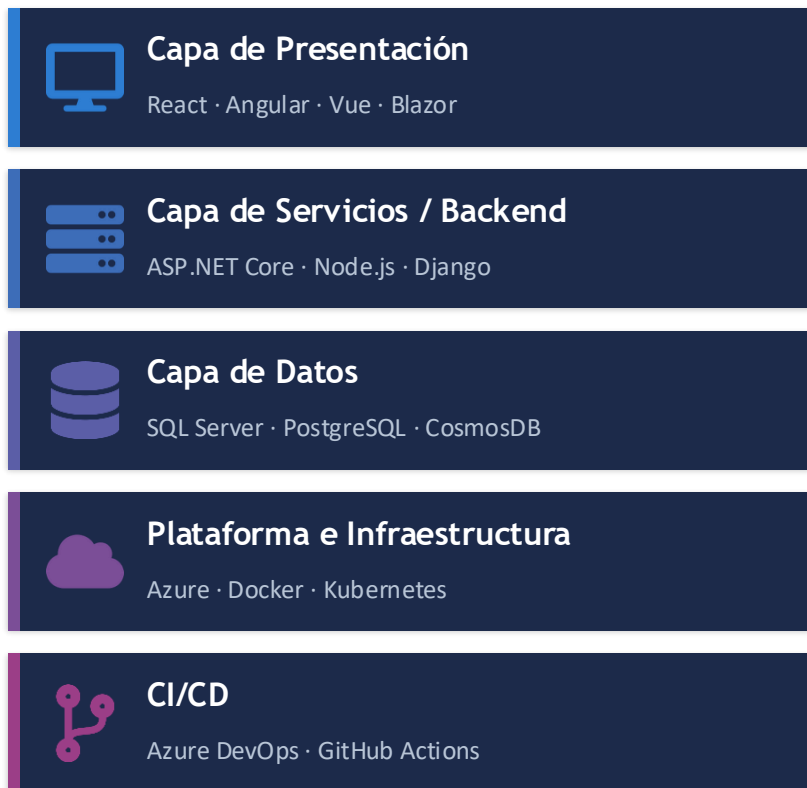 Capa de Presentación
React · Angular · Vue · Blazor
Capa de Servicios / Backend
ASP.NET Core · Node.js · Django
Capa de Datos
SQL Server · PostgreSQL · CosmosDB
Plataforma e Infraestructura
Azure · Docker · Kubernetes
CI/CD
Azure DevOps · GitHub Actions